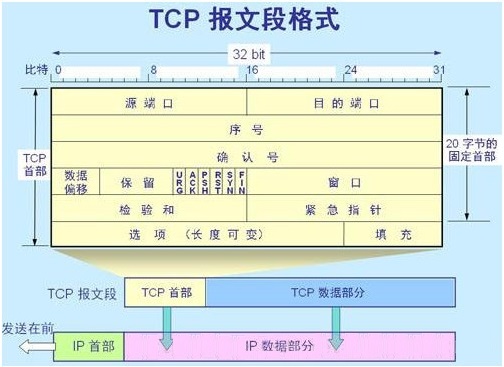 TCP 报文段格式
32 bit
比特 0 8 16 24 31
源端口 目的端口
序号
TCP 首部
确认号
20 字节的固定首部
数据偏移 保留 URG ACK PSH RST SYN FIN 窗口
检验和 紧急指针
选项 （长度可变） 填充
TCP 报文段 TCP 首部 TCP 数据部分
发送在前
IP 首部 IP 数据部分